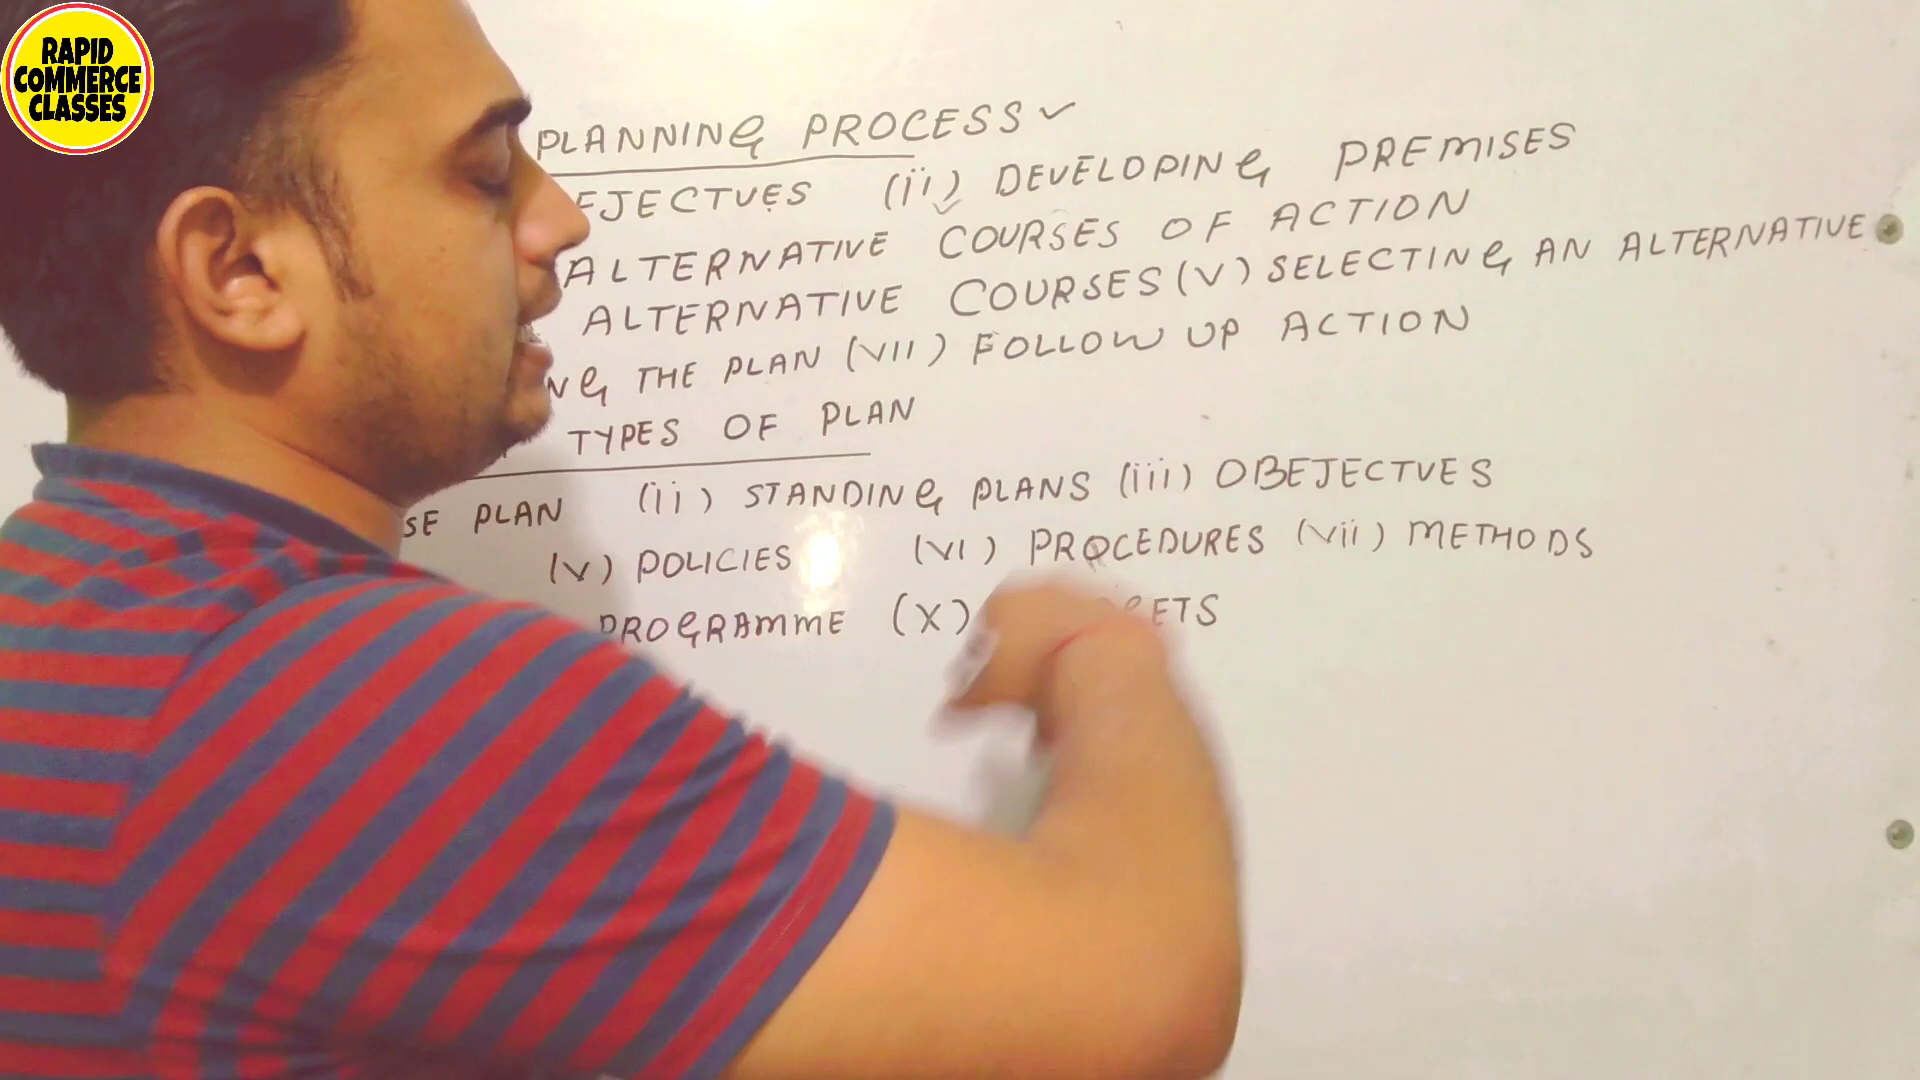 RAPID
COMMERCE
CLASSES
PLANNING PROCESS
EJECTVES (ii) DEVELOPING PREMISES
ALTERNATIVE COURSES OF ACTION
ALTERNATIVE COURSES (V) SELECTING AN ALTERNATIVE
NG THE PLAN (VII) FOLLOW UP ACTION
TYPES OF PLAN
SE PLAN (ii) STANDING PLANS (iii) OBEJECTVES
(V) POLICIES (VI) PROCEDURES (Vii) METHODS
PROGRAMME (X) GETS